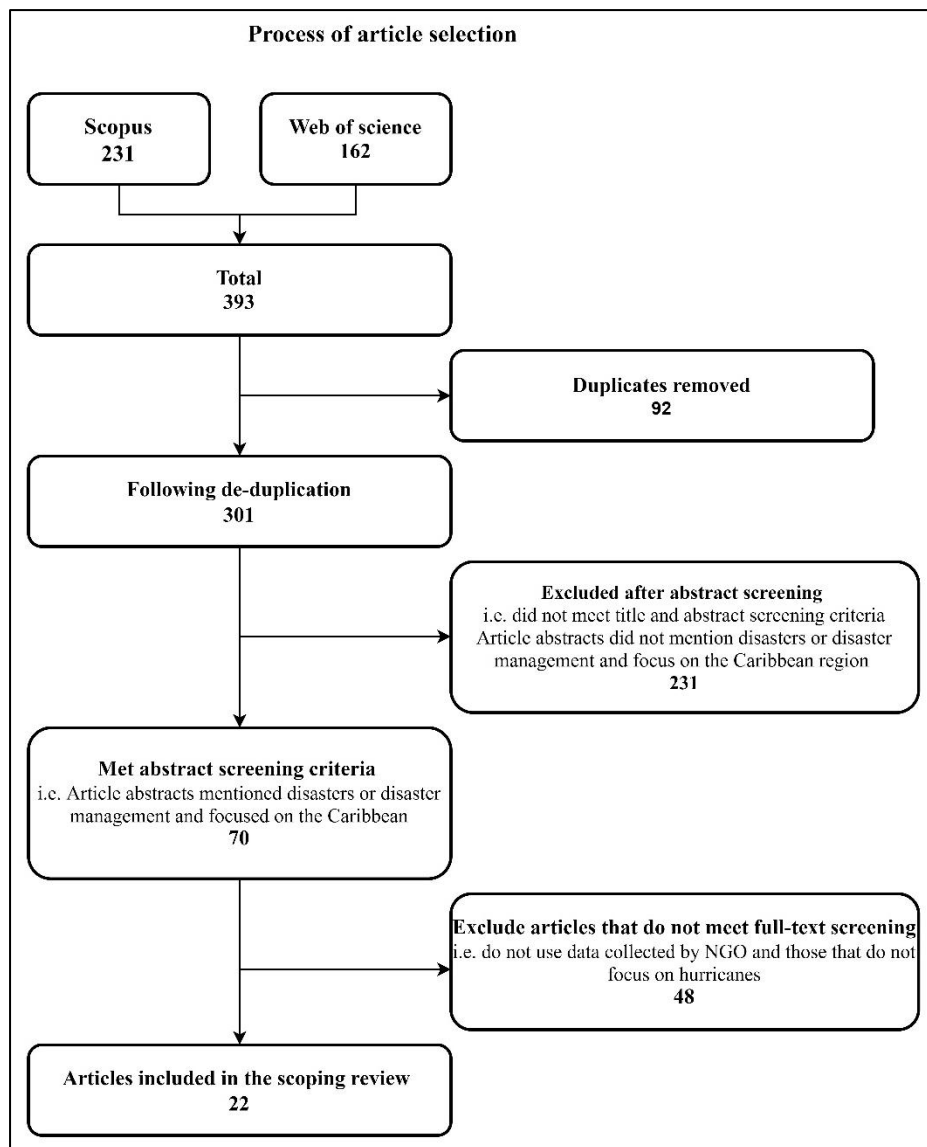 Process of article selection
Scopus
231
Web of science
162
Total
393
Duplicates removed
92
Following de-duplication
301
Excluded after abstract screening
i.e. did not meet title and abstract screening criteria
Article abstracts did not mention disasters or disaster
management and focus on the Caribbean region
231
Met abstract screening criteria
i.e. Article abstracts mentioned disasters or disaster
management and focused on the Caribbean
70
Exclude articles that do not meet full-text screening
i.e. do not use data collected by NGO and those that do not
focus on hurricanes
48
Articles included in the scoping review
22